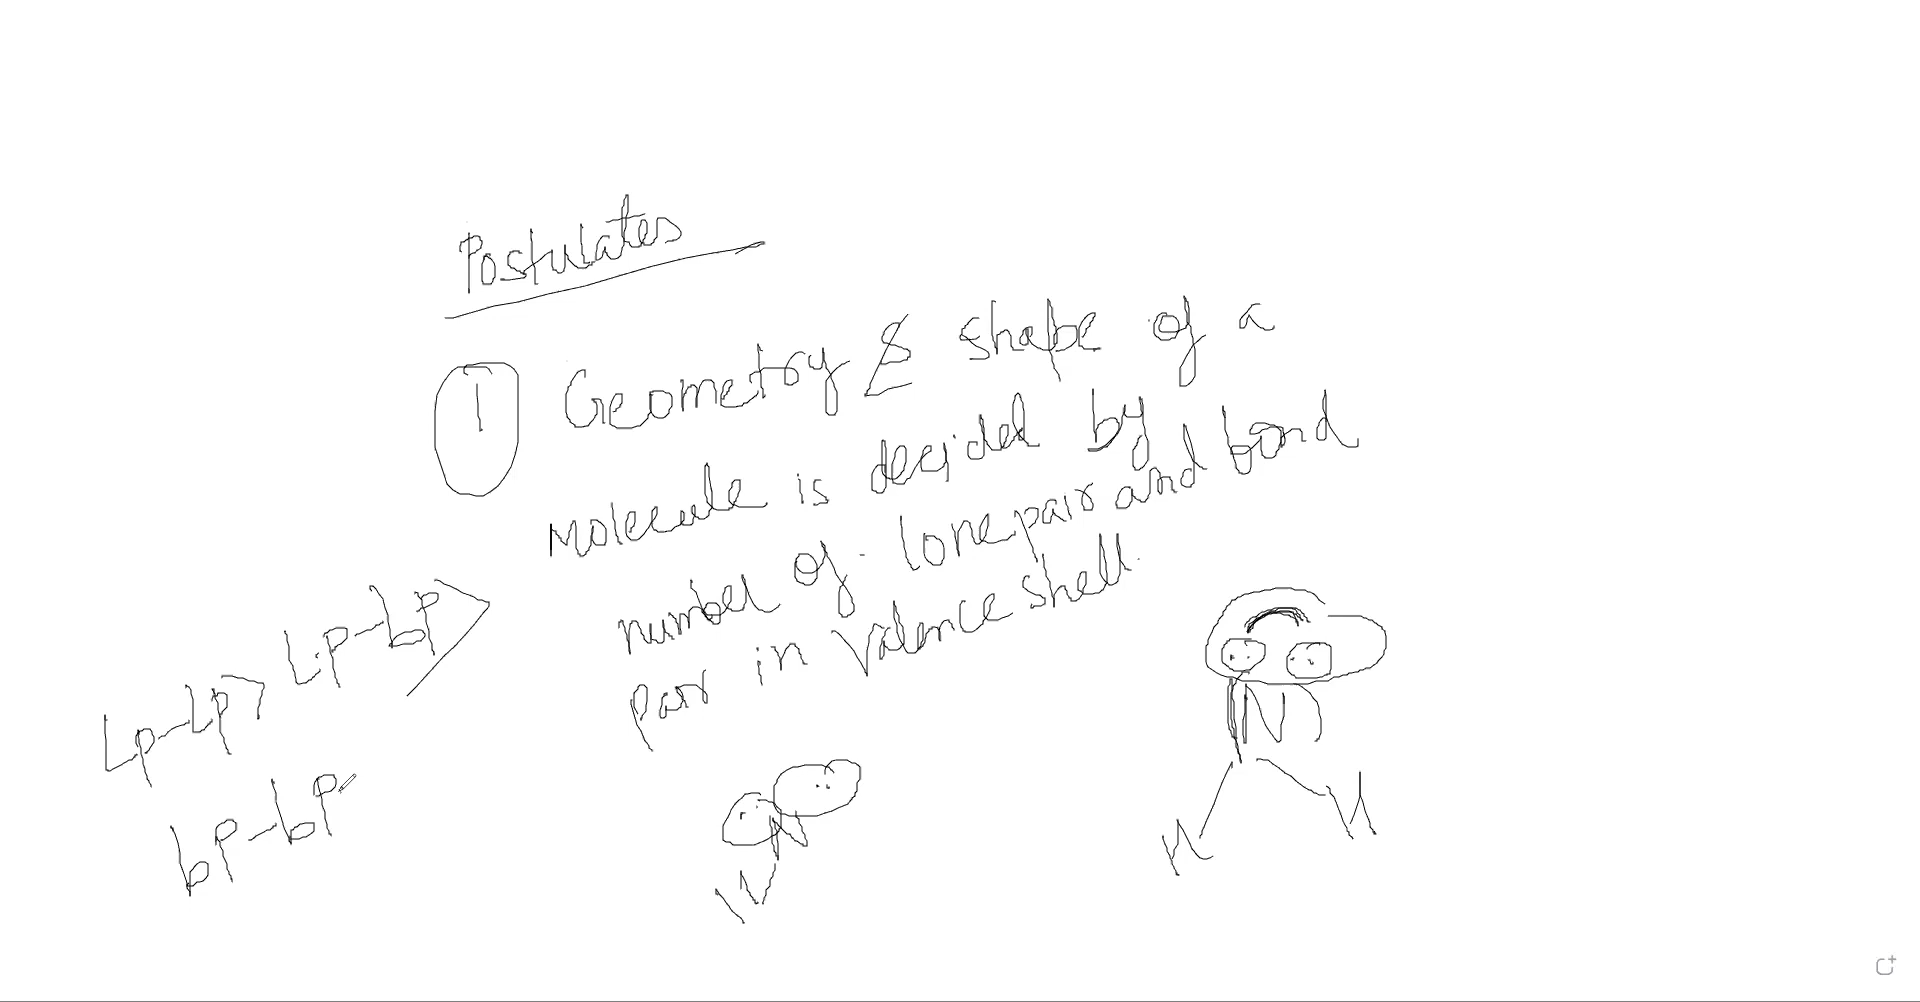 Postulates
1 Geometry & shape of a
Molecule is decided by
number of lone pair and bond
pair in Valence shell.
Lp-Lp > Lp-bp >
bp-bp
N
H